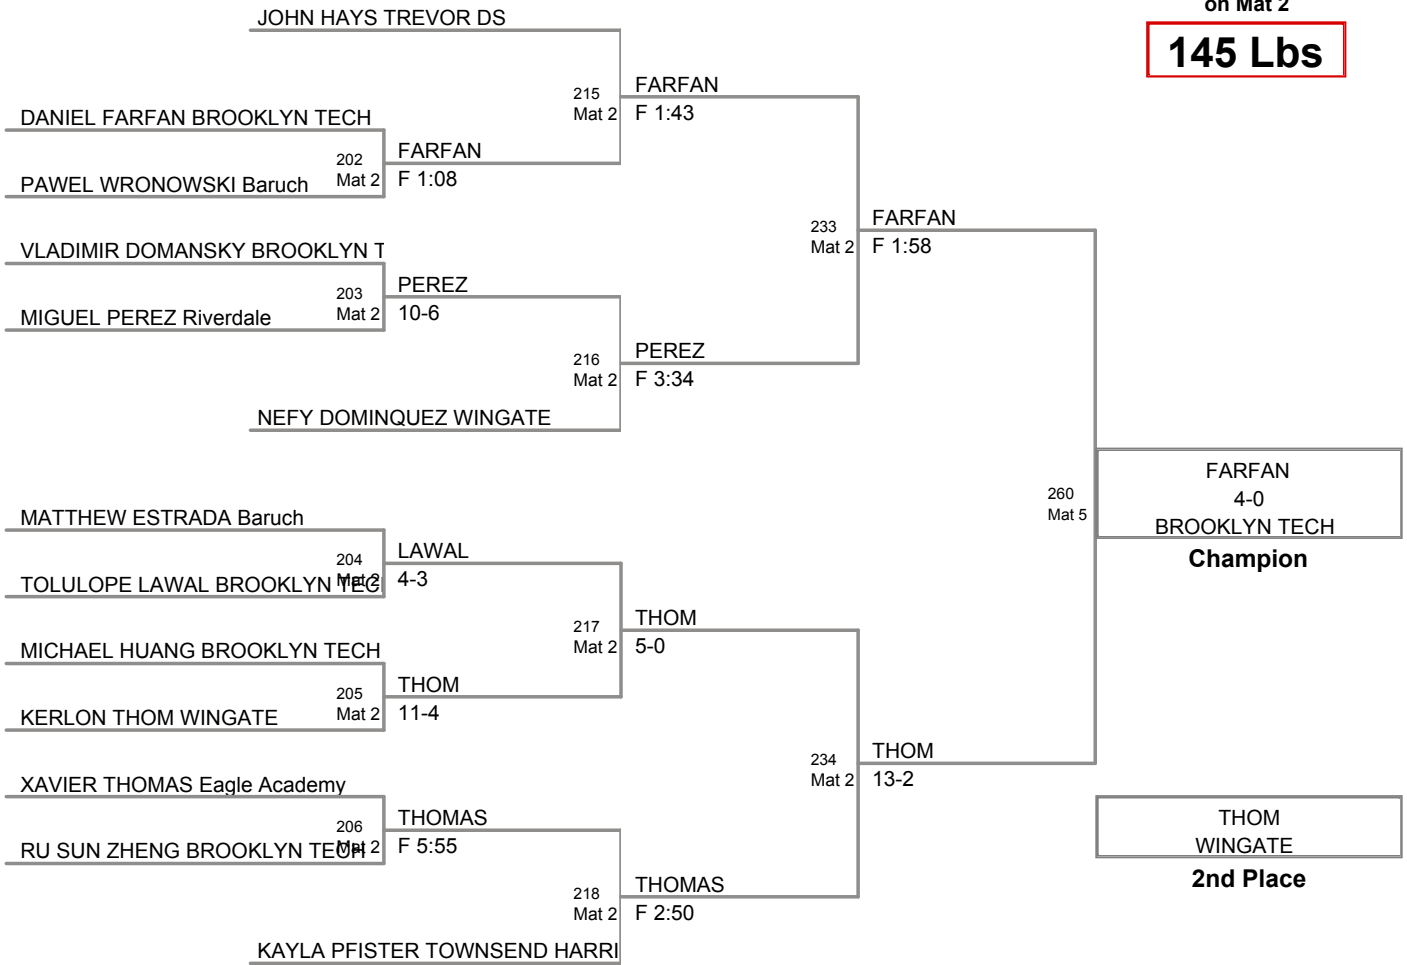 on Mat 2
145 Lbs
JOHN HAYS TREVOR DS
215
Mat 2
FARFAN
F 1:43
DANIEL FARFAN BROOKLYN TECH
202
Mat 2
FARFAN
F 1:08
PAWEL WRONOWSKI Baruch
233
Mat 2
FARFAN
F 1:58
VLADIMIR DOMANSKY BROOKLYN T
203
Mat 2
PEREZ
10-6
MIGUEL PEREZ Riverdale
216
Mat 2
PEREZ
F 3:34
NEFY DOMINQUEZ WINGATE
260
Mat 5
FARFAN
4-0
BROOKLYN TECH
Champion
MATTHEW ESTRADA Baruch
204
Mat 2
LAWAL
4-3
TOLULOPE LAWAL BROOKLYN TEC
217
Mat 2
THOM
5-0
MICHAEL HUANG BROOKLYN TECH
205
Mat 2
THOM
11-4
KERLON THOM WINGATE
234
Mat 2
THOM
13-2
XAVIER THOMAS Eagle Academy
206
Mat 2
THOMAS
F 5:55
RU SUN ZHENG BROOKLYN TECH
218
Mat 2
THOMAS
F 2:50
KAYLA PFISTER TOWNSEND HARRI
THOM
WINGATE
2nd Place